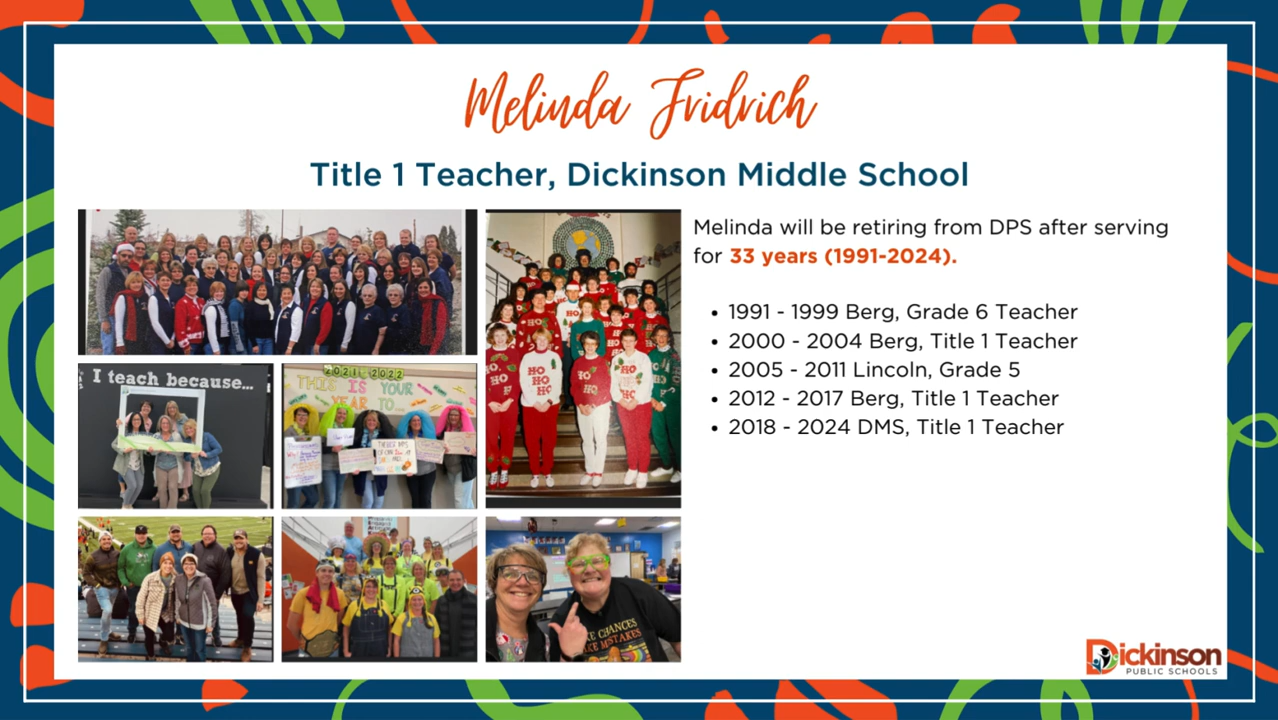 Melinda Fridrich
Title 1 Teacher, Dickinson Middle School
Melinda will be retiring from DPS after serving
for 33 years (1991-2024).
• 1991 - 1999 Berg, Grade 6 Teacher
• 2000 - 2004 Berg, Title 1 Teacher
• 2005 - 2011 Lincoln, Grade 5
• 2012 - 2017 Berg, Title 1 Teacher
• 2018 - 2024 DMS, Title 1 Teacher
I teach because...
2021-2022
THIS IS YOUR
YEAR TO...
HO
HO
HO
CHANCES
MISTAKES
Dickinson
PUBLIC SCHOOLS